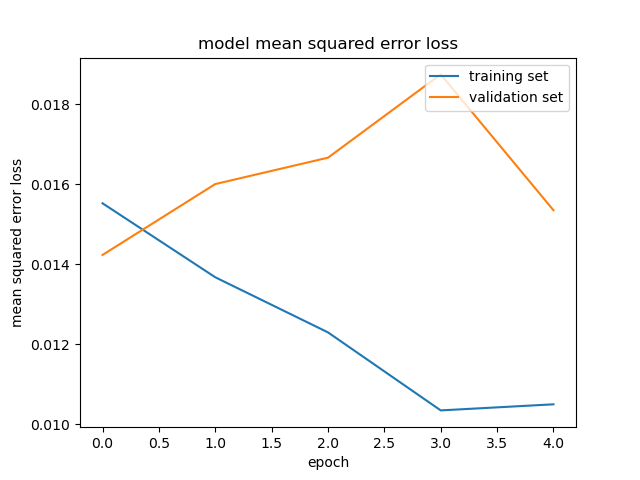 model mean squared error loss
training set
validation set
0.018
0.016
0.014
0.012
0.010
mean squared error loss
0.0 0.5 1.0 1.5 2.0 2.5 3.0 3.5 4.0
epoch